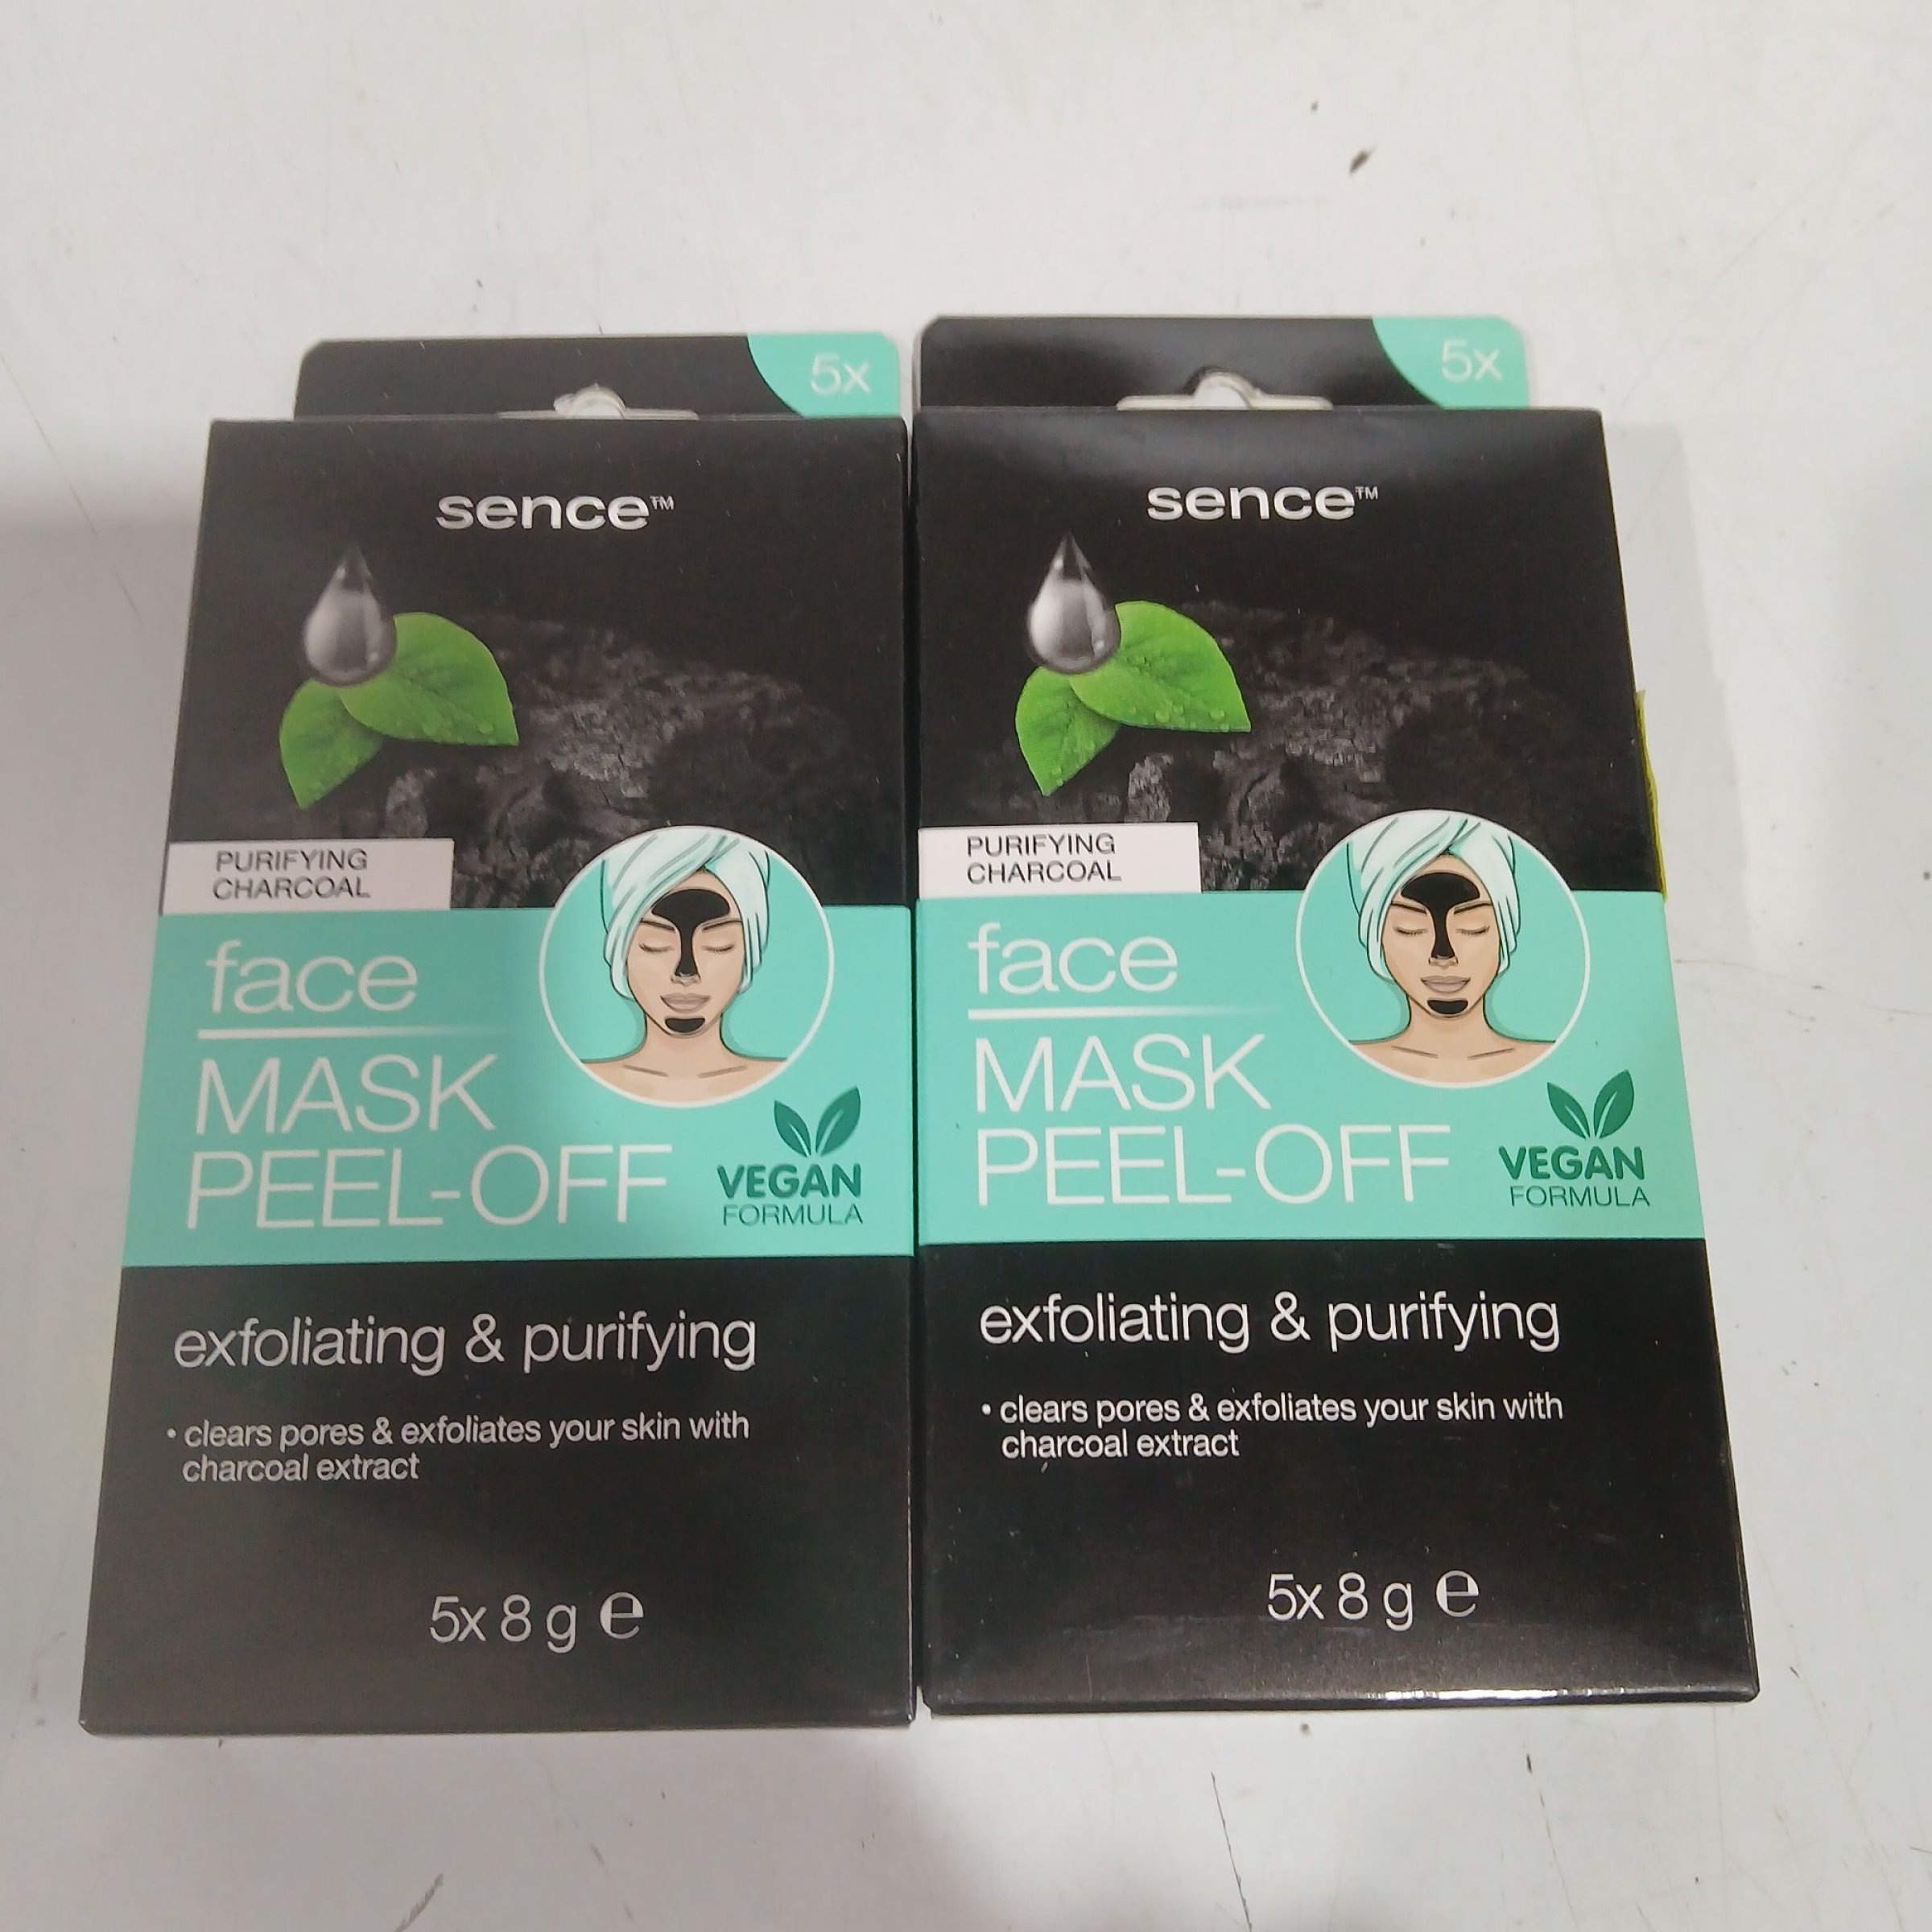 5x
sence™
PURIFYING
CHARCOAL
face
MASK
PEEL-OFF
VEGAN
FORMULA
exfoliating & purifying
• clears pores & exfoliates your skin with
charcoal extract
5x 8 g ℮
5x
sence™
PURIFYING
CHARCOAL
face
MASK
PEEL-OFF
VEGAN
FORMULA
exfoliating & purifying
• clears pores & exfoliates your skin with
charcoal extract
5x 8 g ℮